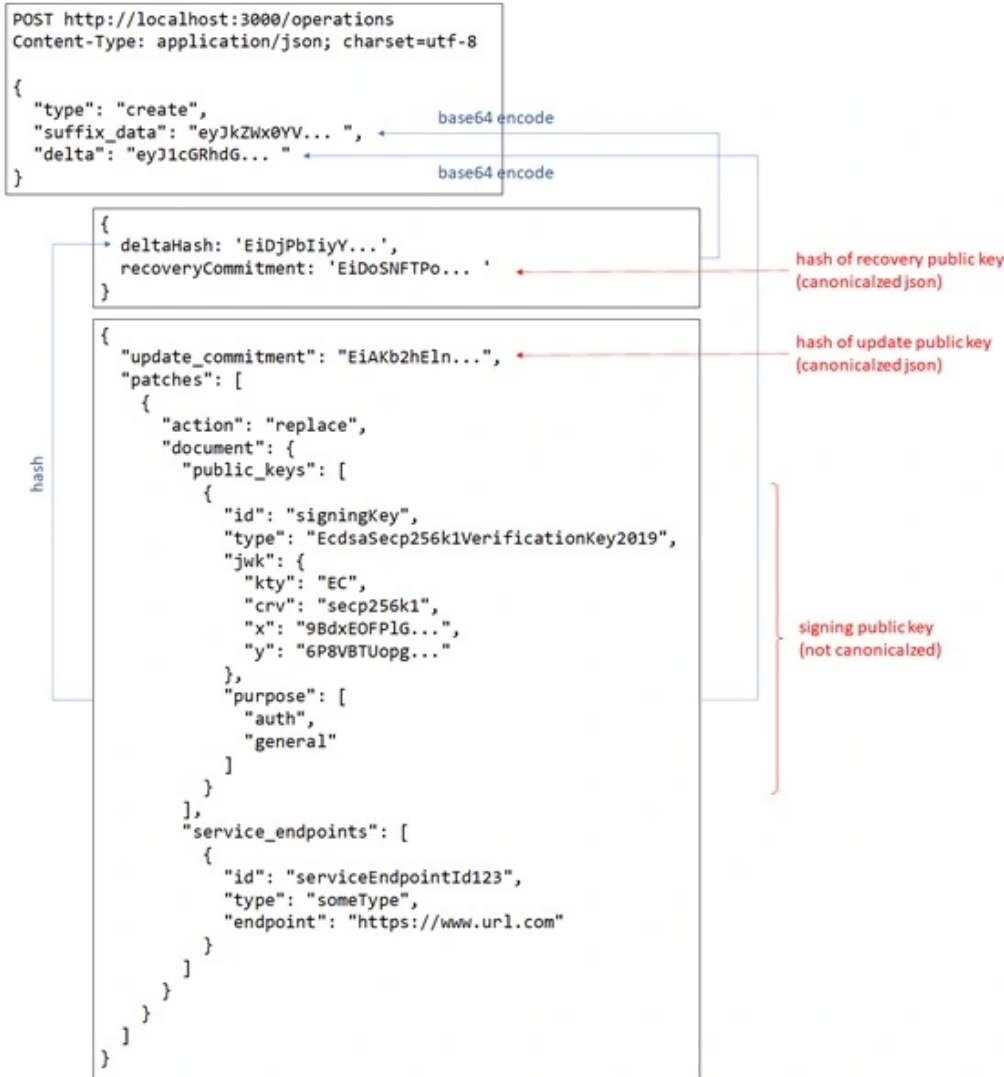 POST http://localhost:3000/operations
Content-Type: application/json; charset=utf-8
{
"type": "create",
"suffix_data": "eyJkZWx0YV... ",
"delta": "eyJ1cGRhdG... "
}
base64 encode
base64 encode
{
deltaHash: 'EiDjPbIiyY...',
recoveryCommitment: 'EiDoSNFTPo... '
}
hash of recovery public key
(canonicalzed json)
{
"update_commitment": "EiAKb2hEln...",
"patches": [
{
"action": "replace",
"document": {
"public_keys": [
{
"id": "signingKey",
"type": "EcdsaSecp256k1VerificationKey2019",
"jwk": {
"kty": "EC",
"crv": "secp256k1",
"x": "9BdxEOFPlG...",
"y": "6P8VBTUopg..."
},
"purpose": [
"auth",
"general"
]
}
],
"service_endpoints": [
{
"id": "serviceEndpointId123",
"type": "someType",
"endpoint": "https://www.url.com"
}
]
}
}
]
}
hash of update public key
(canonicalzed json)
hash
signing public key
(not canonicalzed)